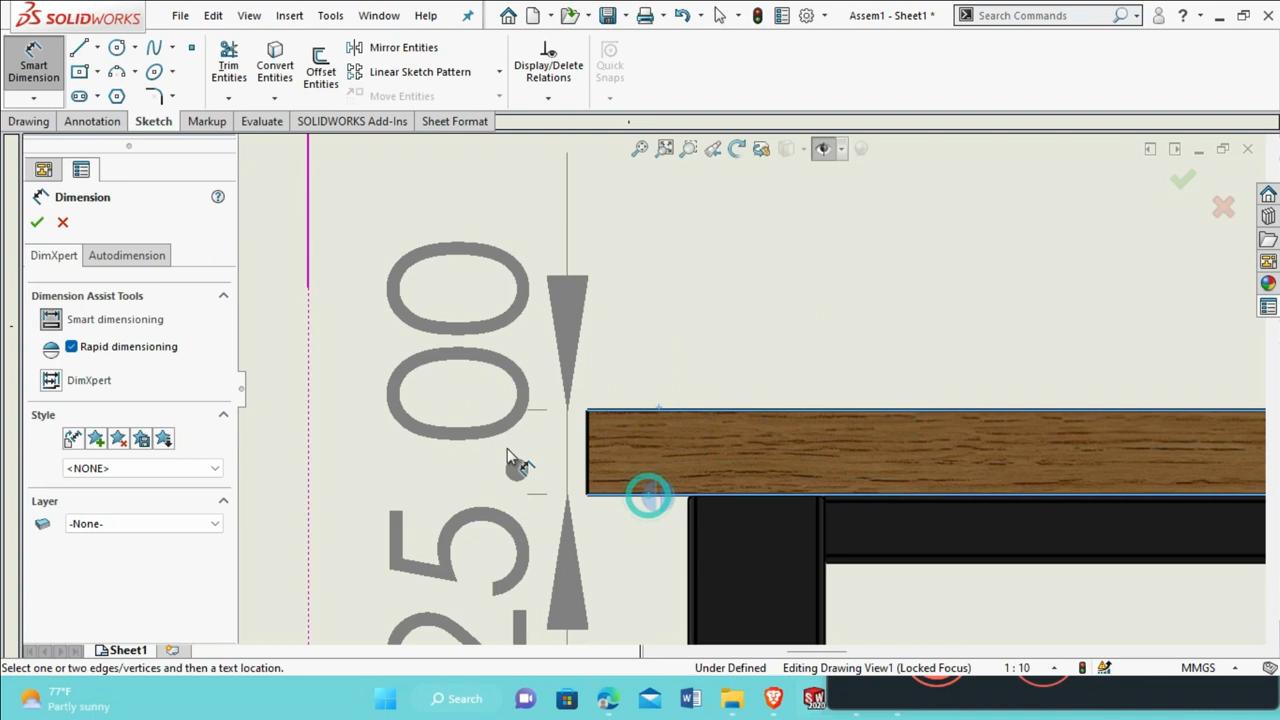 SOLIDWORKS File Edit View Insert Tools Window Help Assem1 - Sheet1 * Search Commands
Smart Dimension Trim Entities Convert Entities Offset Entities Mirror Entities Linear Sketch Pattern Move Entities Display/Delete Relations Quick Snaps
Drawing Annotation Sketch Markup Evaluate SOLIDWORKS Add-Ins Sheet Format
Dimension
DimXpert Autodimension
Dimension Assist Tools
Smart dimensioning
Rapid dimensioning
DimXpert
Style
<NONE>
Layer
-None-
25.00
Sheet1
Select one or two edges/vertices and then a text location. Under Defined Editing Drawing View1 (Locked Focus) 1 : 10 MMGS
77°F
Partly sunny
Search
SW
2020